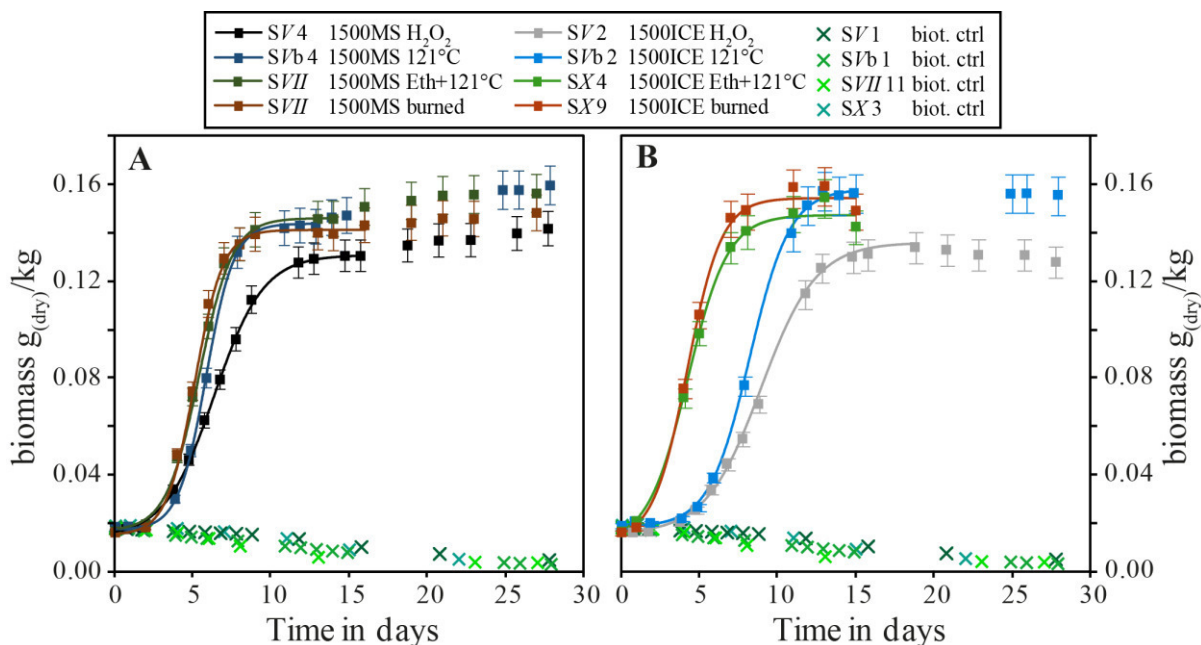 SV4 1500MS H₂O₂ SV2 1500ICE H₂O₂ SV1 biot. ctrl
SVb4 1500MS 121°C SVb2 1500ICE 121°C SVb1 biot. ctrl
SVII 1500MS Eth+121°C SX4 1500ICE Eth+121°C SVII11 biot. ctrl
SVII 1500MS burned SX9 1500ICE burned SX3 biot. ctrl
A
B
0.16
0.12
0.08
0.04
0.00
biomass g(dry)/kg
0.16
0.12
0.08
0.04
0.00
biomass g(dry)/kg
0 5 10 15 20 25 30
0 5 10 15 20 25 30
Time in days
Time in days